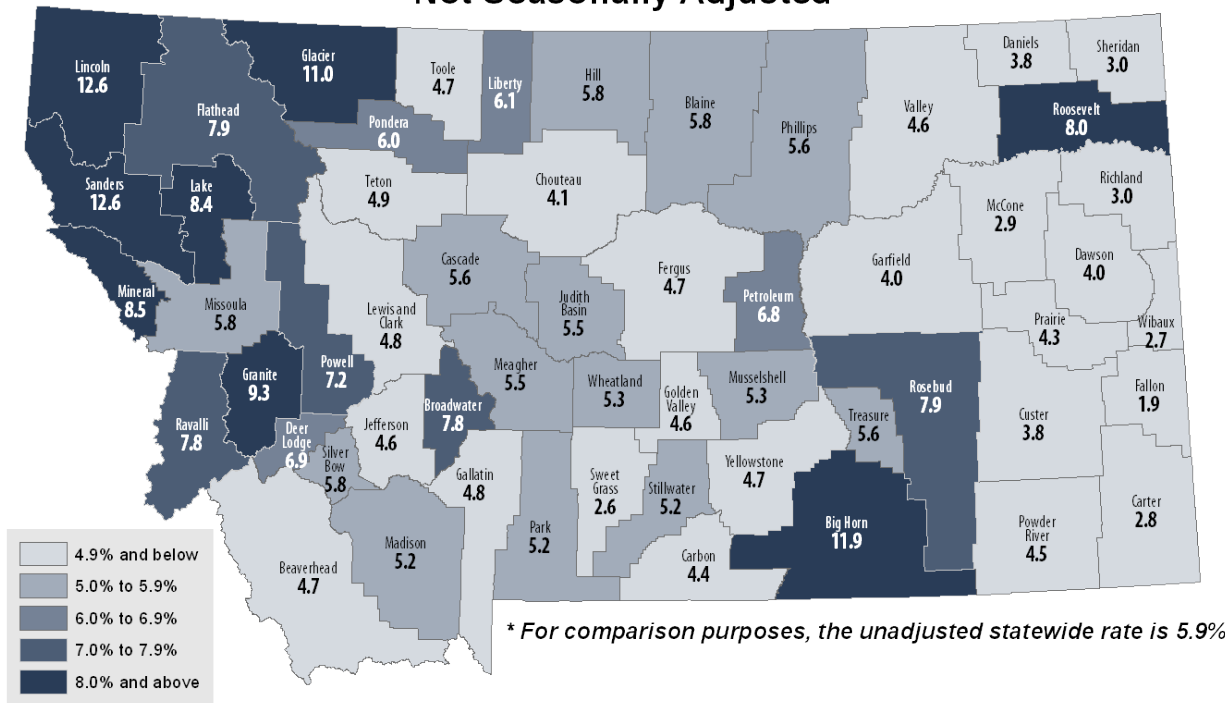 Not Seasonally Adjusted
Lincoln
12.6
Flathead
7.9
Glacier
11.0
Toole
4.7
Liberty
6.1
Hill
5.8
Blaine
5.8
Phillips
5.6
Valley
4.6
Daniels
3.8
Sheridan
3.0
Roosevelt
8.0
Pondera
6.0
Sanders
12.6
Lake
8.4
Teton
4.9
Chouteau
4.1
Richland
3.0
McCone
2.9
Dawson
4.0
Garfield
4.0
Mineral
8.5
Missoula
5.8
Cascade
5.6
Judith
Basin
5.5
Fergus
4.7
Petroleum
6.8
Lewis and
Clark
4.8
Prairie
4.3
Wibaux
2.7
Granite
9.3
Powell
7.2
Meagher
5.5
Wheatland
5.3
Golden
Valley
4.6
Musselshell
5.3
Rosebud
7.9
Fallon
1.9
Ravalli
7.8
Deer
Lodge
6.9
Jefferson
4.6
Broadwater
7.8
Treasure
5.6
Custer
3.8
Silver
Bow
5.8
Gallatin
4.8
Sweet
Grass
2.6
Stillwater
5.2
Yellowstone
4.7
Carter
2.8
Beaverhead
4.7
Madison
5.2
Park
5.2
Carbon
4.4
Big Horn
11.9
Powder
River
4.5
4.9% and below
5.0% to 5.9%
6.0% to 6.9%
7.0% to 7.9%
8.0% and above
* For comparison purposes, the unadjusted statewide rate is 5.9%